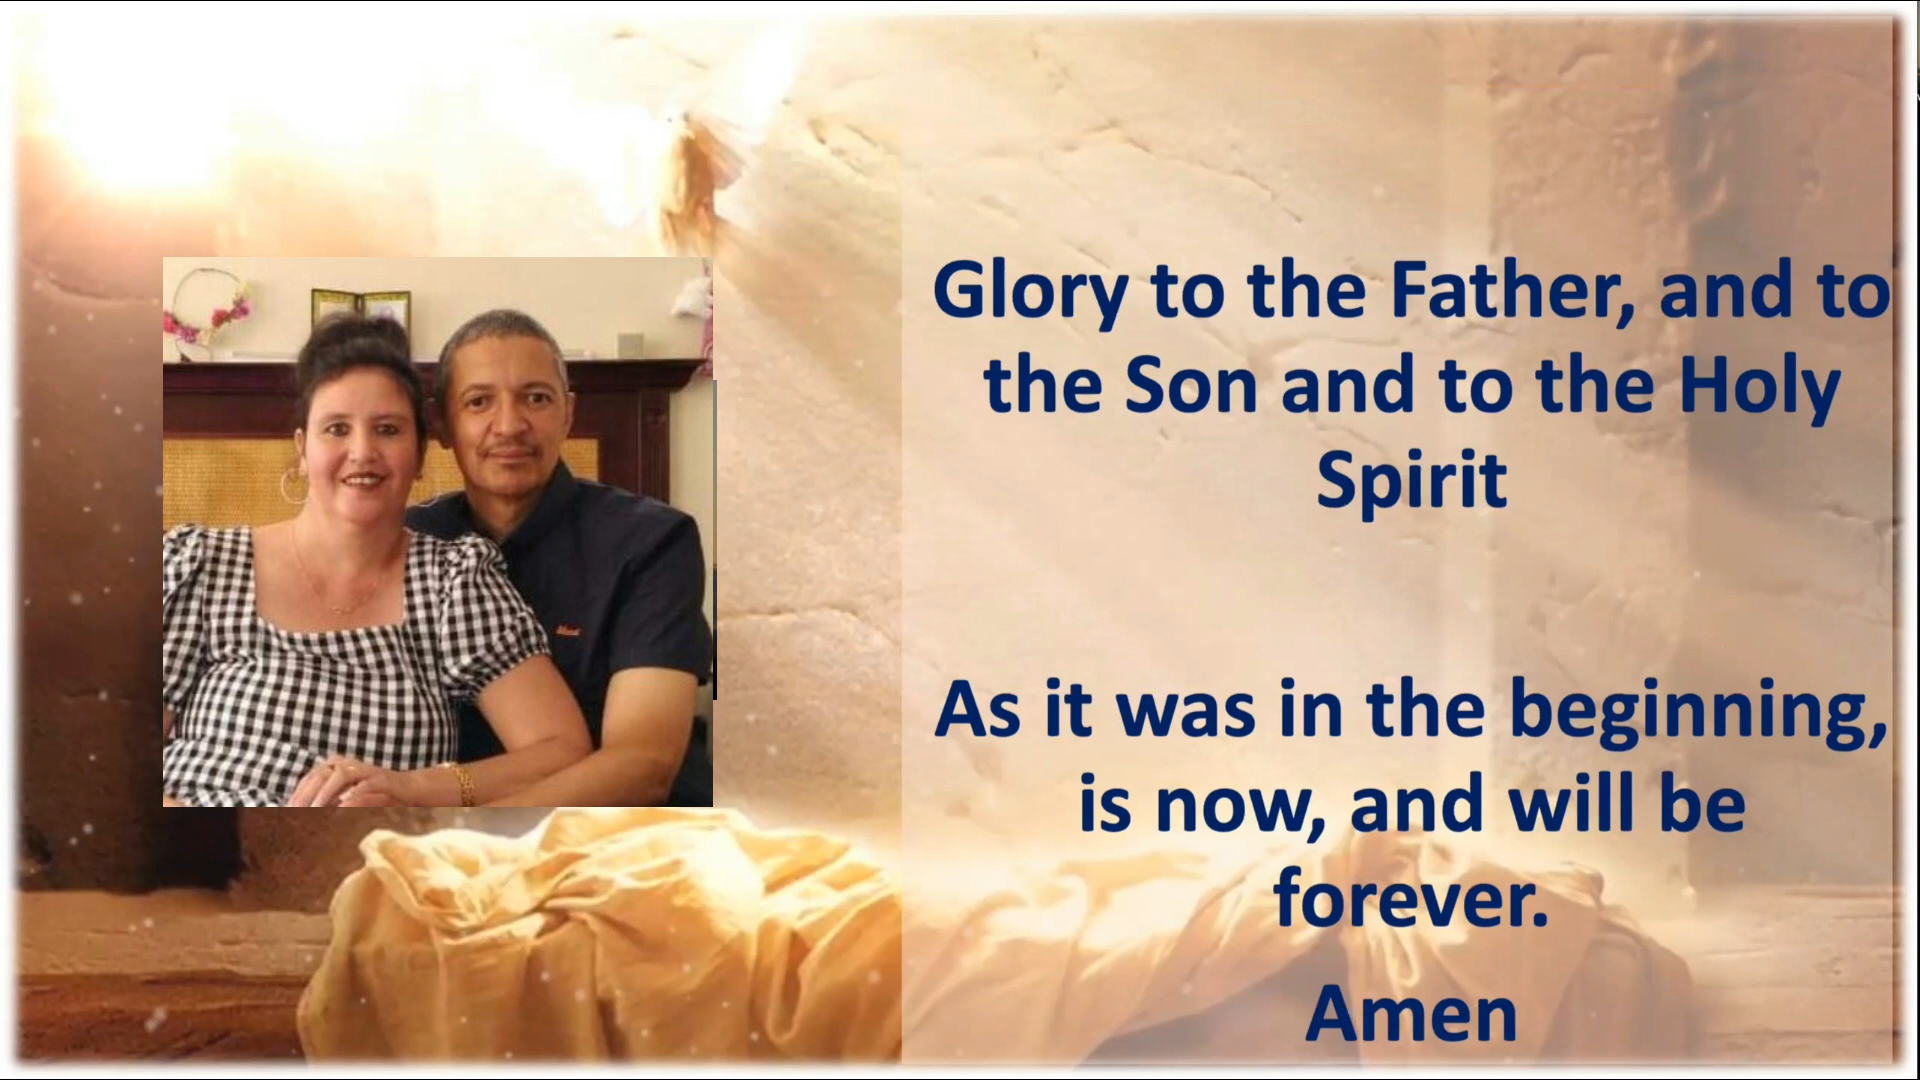 Glory to the Father, and to
the Son and to the Holy
Spirit
As it was in the beginning,
is now, and will be
forever.
Amen